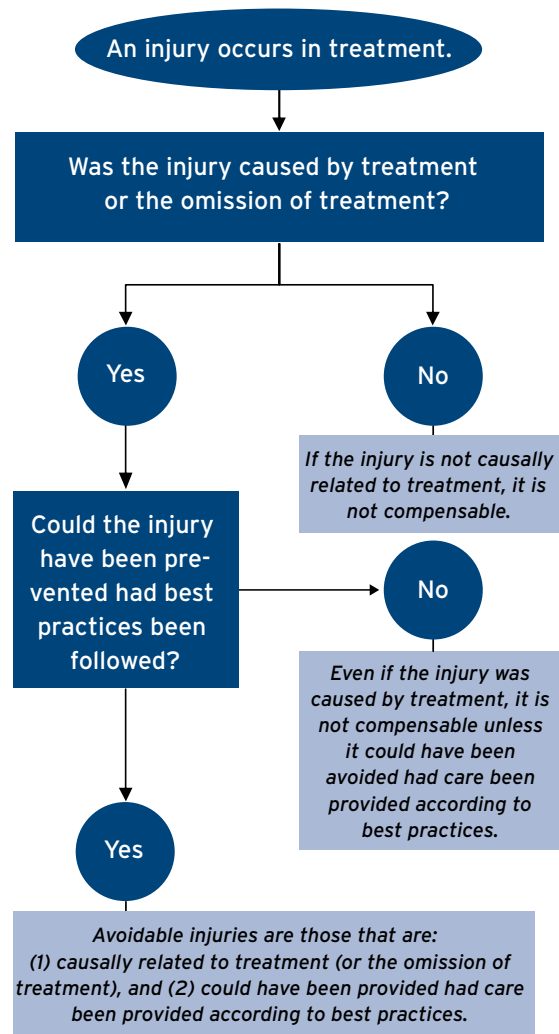 An injury occurs in treatment.
Was the injury caused by treatment
or the omission of treatment?
Yes
No
If the injury is not causally
related to treatment, it is
not compensable.
Could the injury
have been pre-
vented had best
practices been
followed?
No
Even if the injury was
caused by treatment, it is
not compensable unless
it could have been
avoided had care been
provided according to
best practices.
Yes
Avoidable injuries are those that are:
(1) causally related to treatment (or the omission of
treatment), and (2) could have been provided had care
been provided according to best practices.